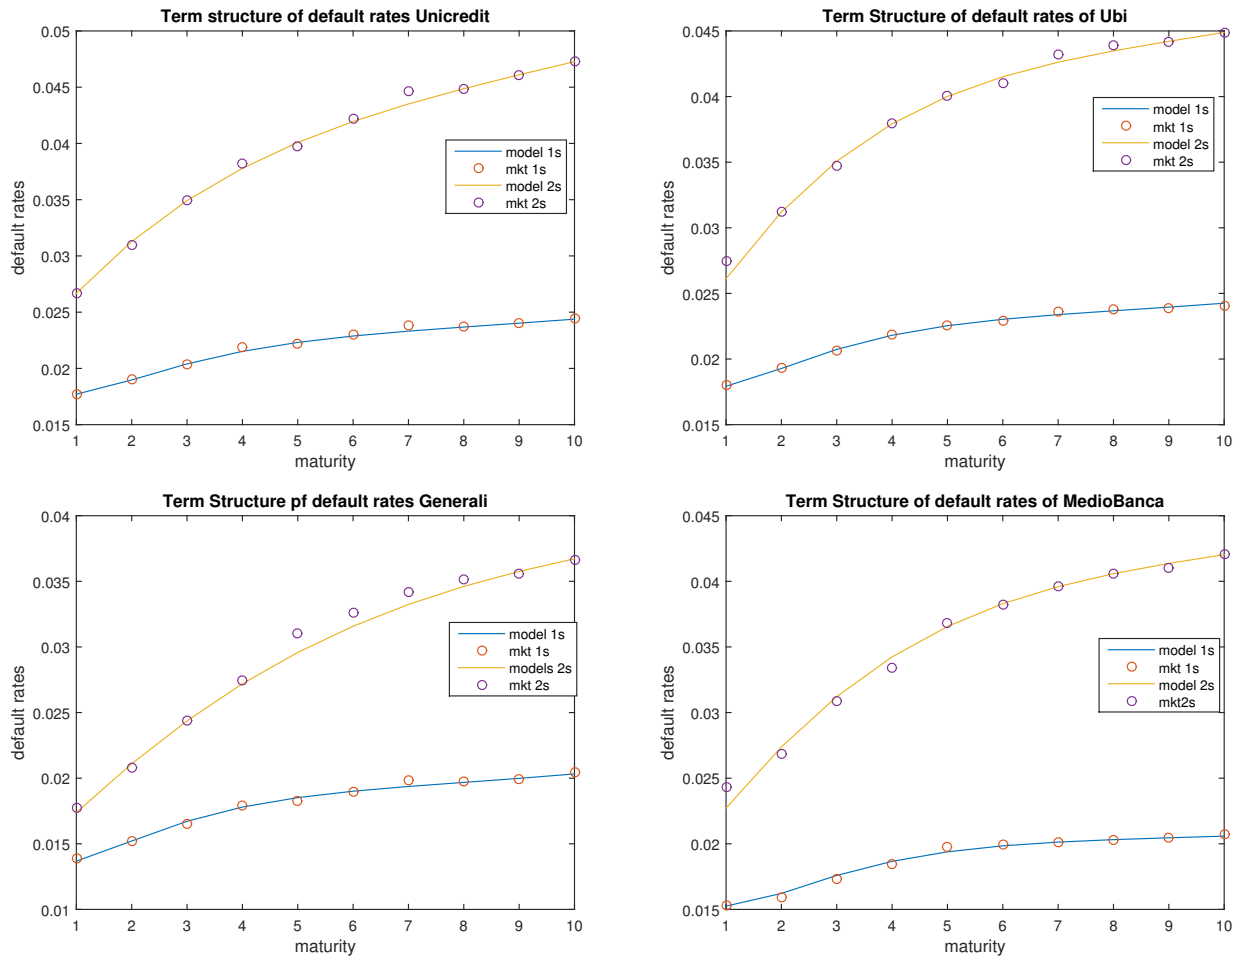 Term structure of default rates Unicredit
0.05
0.045
0.04
0.035
0.03
0.025
0.02
0.015
default rates
1 2 3 4 5 6 7 8 9 10
maturity
model 1s
mkt 1s
model 2s
mkt 2s
Term Structure of default rates of Ubi
0.045
0.04
0.035
0.03
0.025
0.02
0.015
default rates
1 2 3 4 5 6 7 8 9 10
maturity
model 1s
mkt 1s
model 2s
mkt 2s
Term Structure pf default rates Generali
0.04
0.035
0.03
0.025
0.02
0.015
0.01
default rates
1 2 3 4 5 6 7 8 9 10
maturity
model 1s
mkt 1s
models 2s
mkt 2s
Term Structure of default rates of MedioBanca
0.045
0.04
0.035
0.03
0.025
0.02
0.015
default rates
1 2 3 4 5 6 7 8 9 10
maturity
model 1s
mkt 1s
model 2s
mkt2s